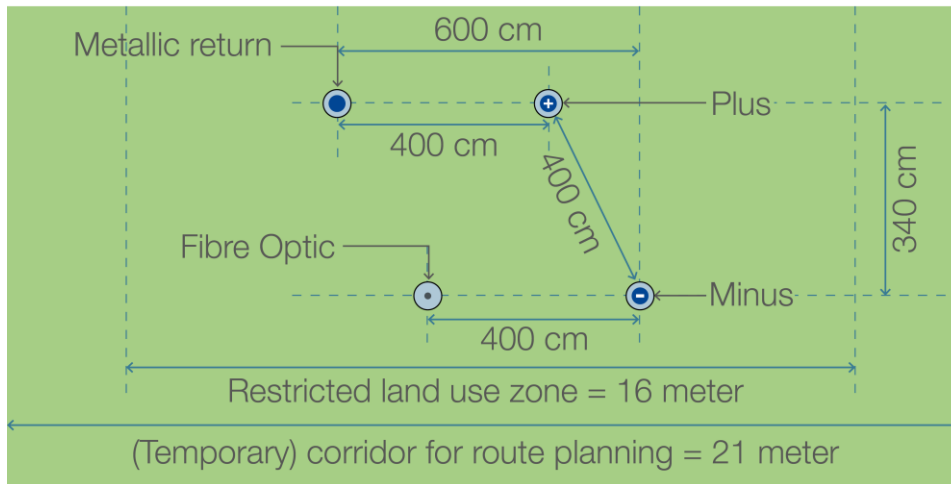 600 cm
Metallic return
Plus
400 cm
400 cm
340 cm
Fibre Optic
Minus
400 cm
Restricted land use zone = 16 meter
(Temporary) corridor for route planning = 21 meter